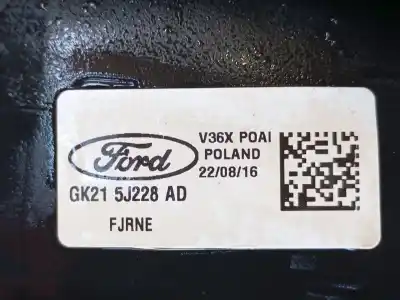 Ford
V36X POAI
POLAND
22/08/16
GK21 5J228 AD
FJRNE